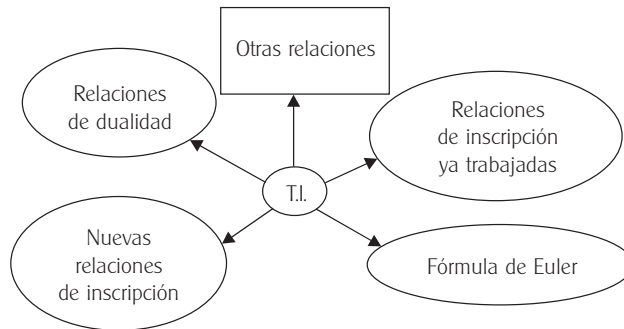 Otras relaciones
Relaciones
de dualidad
Relaciones
de inscripción
ya trabajadas
T.I.
Nuevas
relaciones
de inscripción
Fórmula de Euler